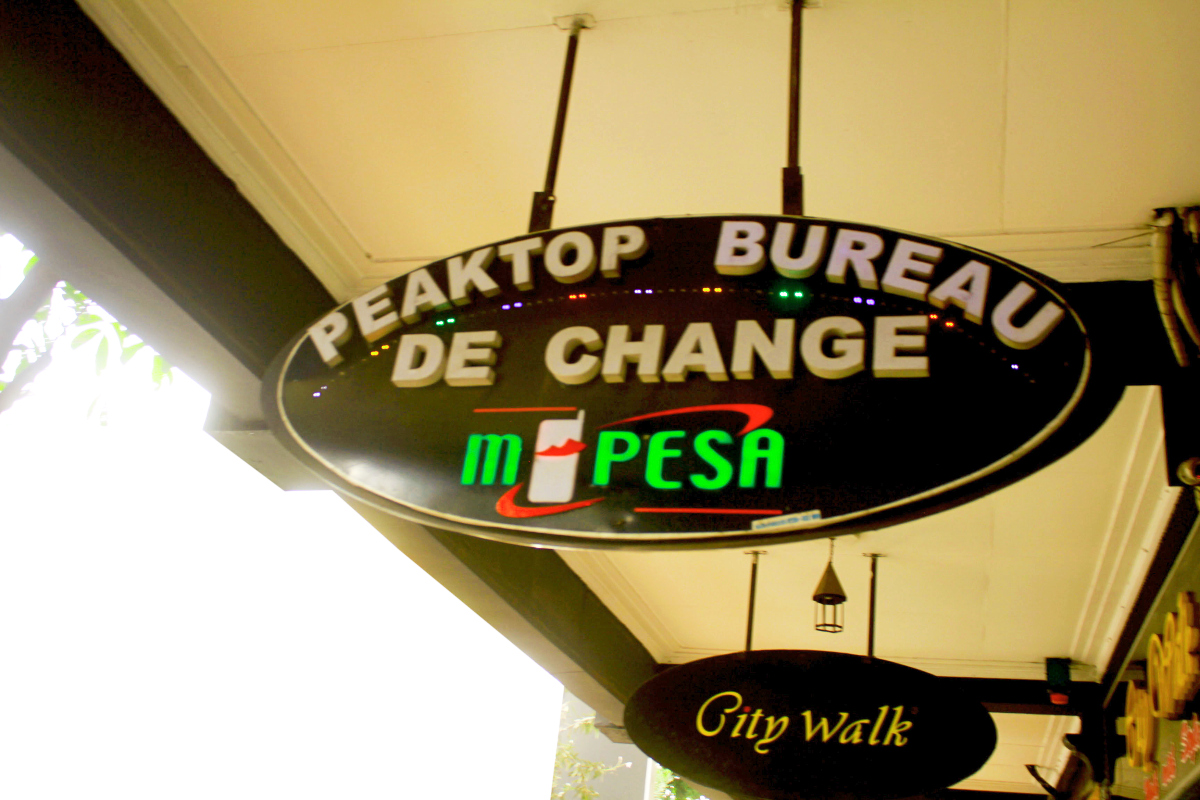 PEAKTOP BUREAU
DE CHANGE
M PESA
City Walk